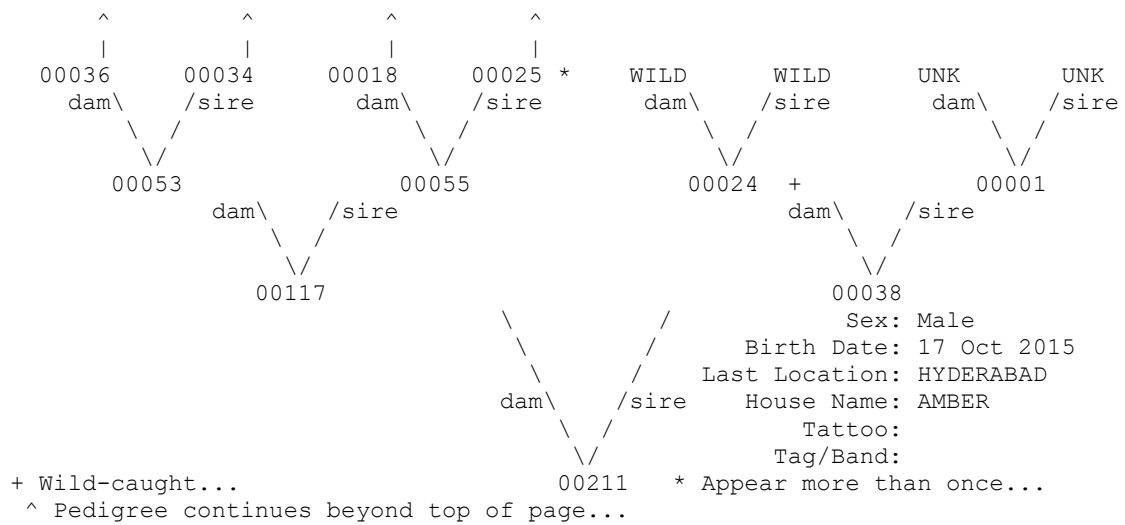 ^ ^ ^ ^
| | | |
00036 00034 00018 00025 * WILD WILD UNK UNK
dam\ /sire dam\ /sire dam\ /sire dam\ /sire
\ / \ / \ / \ /
\/ \/ \/ \/
00053 00055 00024 + 00001
dam\ /sire dam\ /sire
\ / \ /
\/ \/
00117 00038
\ / Sex: Male
\ / Birth Date: 17 Oct 2015
\ / Last Location: HYDERABAD
dam\ /sire House Name: AMBER
\ / Tattoo:
\/ Tag/Band:
+ Wild-caught... 00211 * Appear more than once...
^ Pedigree continues beyond top of page...